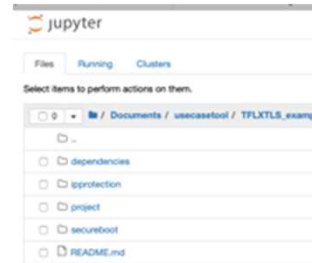 jupyter
Files Running Clusters
Select items to perform actions on them.
0 / Documents / usecasetool / TFLXTLS_examp
..
dependencies
ipprotection
project
secureboot
README.md